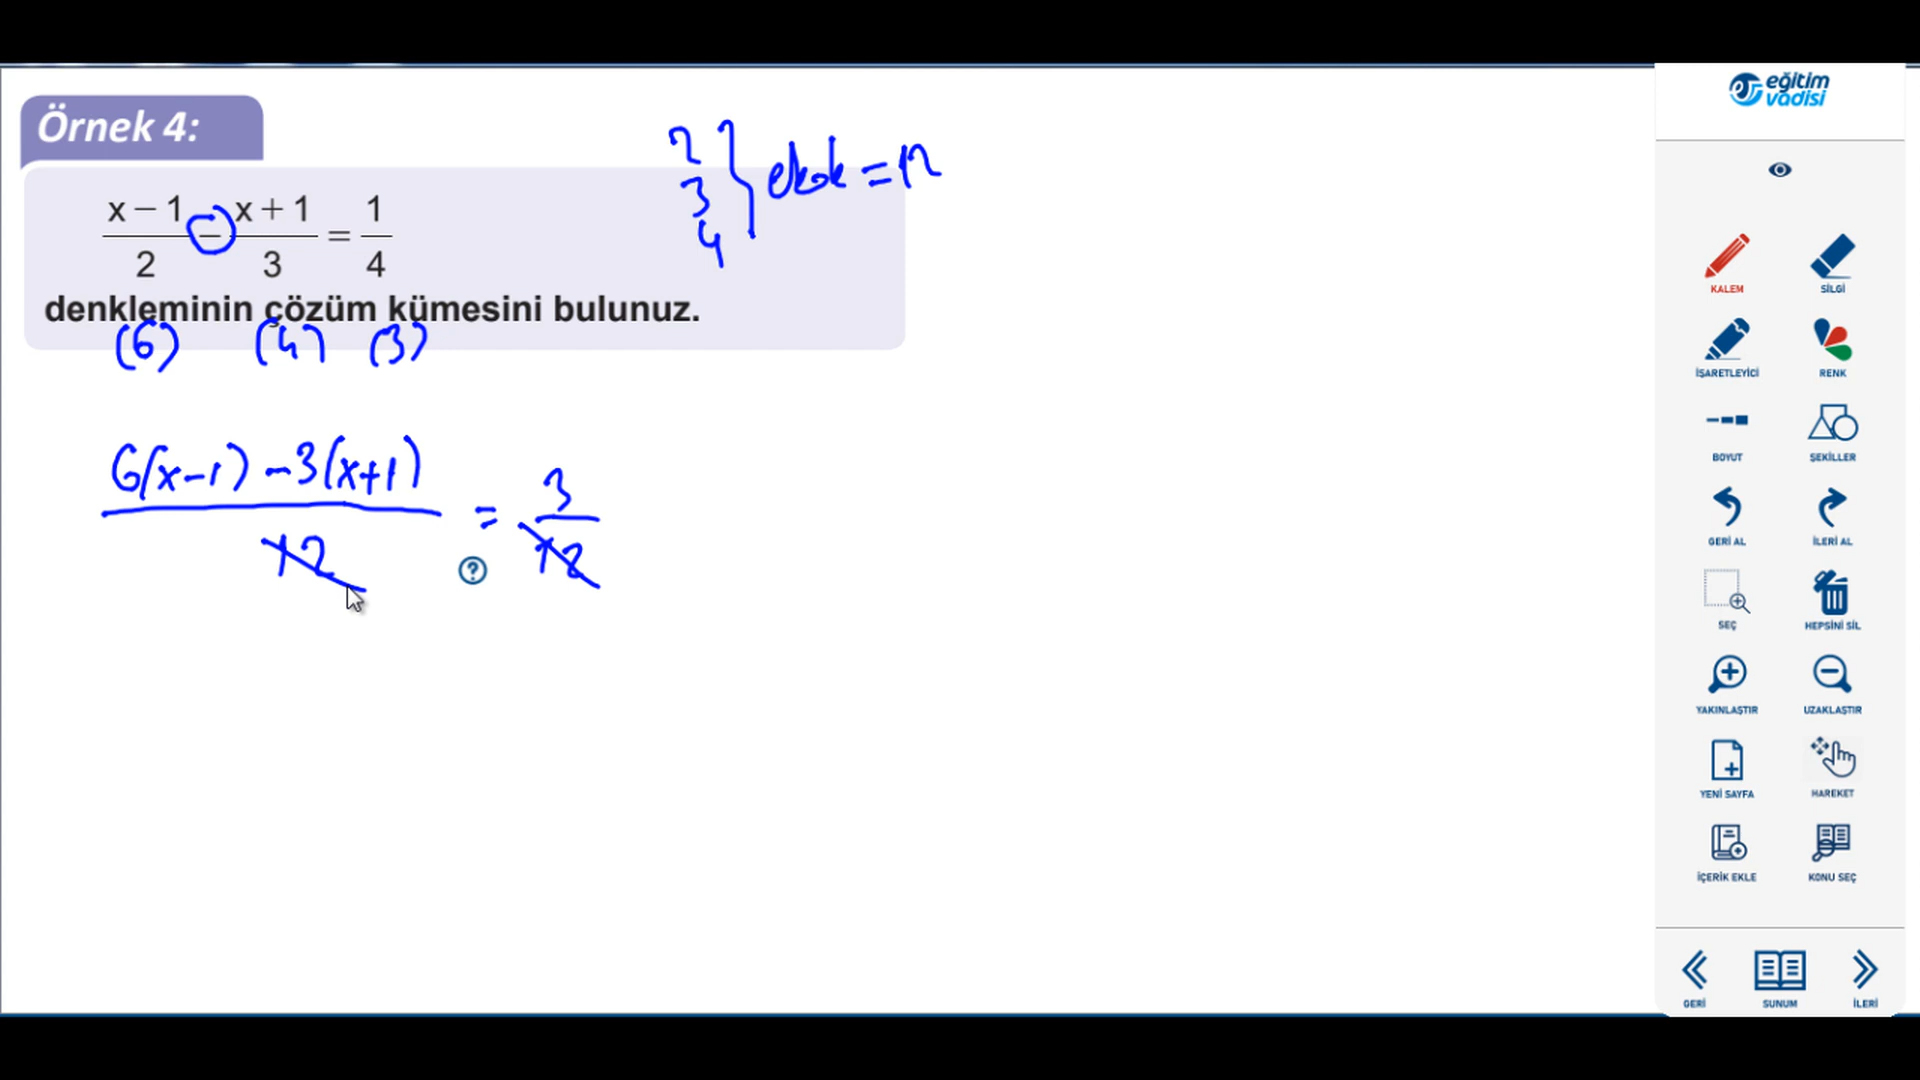 eğitim
vadisi
Örnek 4:
2
3
4
ekok = 12
x − 1 / 2 − x + 1 / 3 = 1 / 4
denkleminin çözüm kümesini bulunuz.
(6) (4) (3)
6(x-1) - 3(x+1) / 12 = 3 / 12
?
KALEM
SİLGİ
İŞARETLEYİCİ
RENK
BOYUT
ŞEKİLLER
GERİ AL
İLERİ AL
SEÇ
HEPSİNİ SİL
YAKINLAŞTIR
UZAKLAŞTIR
YENİ SAYFA
HAREKET
İÇERİK EKLE
KONU SEÇ
GERİ
SUNUM
İLERİ